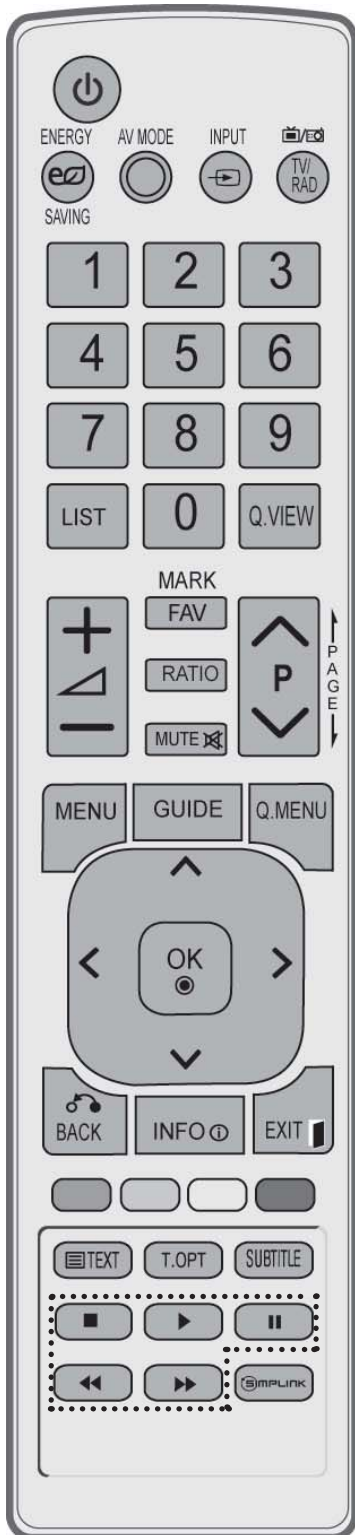 ENERGY AV MODE INPUT
TV/
RAD
SAVING
1 2 3
4 5 6
7 8 9
LIST 0 Q.VIEW
MARK
FAV
RATIO P
MUTE
PAGE
MENU GUIDE Q.MENU
OK
BACK INFO EXIT
TEXT T.OPT SUBTITLE
SIMPLINK